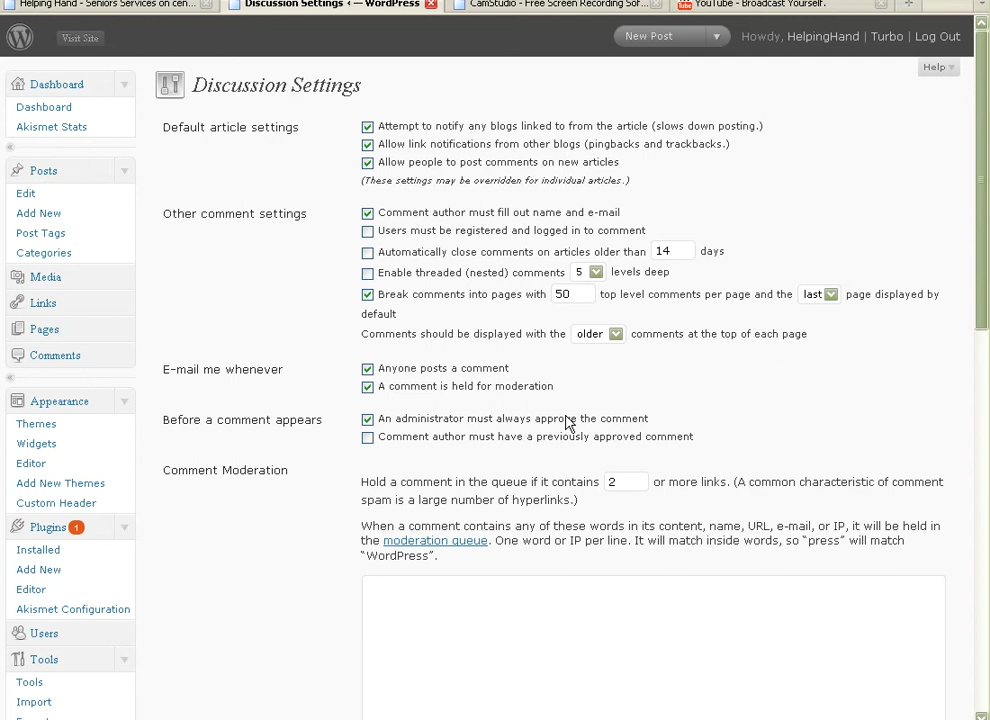 Helping Hand - Seniors Services on cen...
Discussion Settings ‹ — WordPress
CamStudio - Free Screen Recording Sof...
YouTube - Broadcast Yourself.
Visit Site
New Post
Howdy, HelpingHand | Turbo | Log Out
Help
Dashboard
Dashboard
Akismet Stats
Posts
Edit
Add New
Post Tags
Categories
Media
Links
Pages
Comments
Appearance
Themes
Widgets
Editor
Add New Themes
Custom Header
Plugins 1
Installed
Add New
Editor
Akismet Configuration
Users
Tools
Tools
Import
Discussion Settings
Default article settings
Attempt to notify any blogs linked to from the article (slows down posting.)
Allow link notifications from other blogs (pingbacks and trackbacks.)
Allow people to post comments on new articles
(These settings may be overridden for individual articles.)
Other comment settings
Comment author must fill out name and e-mail
Users must be registered and logged in to comment
Automatically close comments on articles older than 14 days
Enable threaded (nested) comments 5 levels deep
Break comments into pages with 50 top level comments per page and the last page displayed by
default
Comments should be displayed with the older comments at the top of each page
E-mail me whenever
Anyone posts a comment
A comment is held for moderation
Before a comment appears
An administrator must always approve the comment
Comment author must have a previously approved comment
Comment Moderation
Hold a comment in the queue if it contains 2 or more links. (A common characteristic of comment
spam is a large number of hyperlinks.)
When a comment contains any of these words in its content, name, URL, e-mail, or IP, it will be held in
the moderation queue. One word or IP per line. It will match inside words, so “press” will match
“WordPress”.